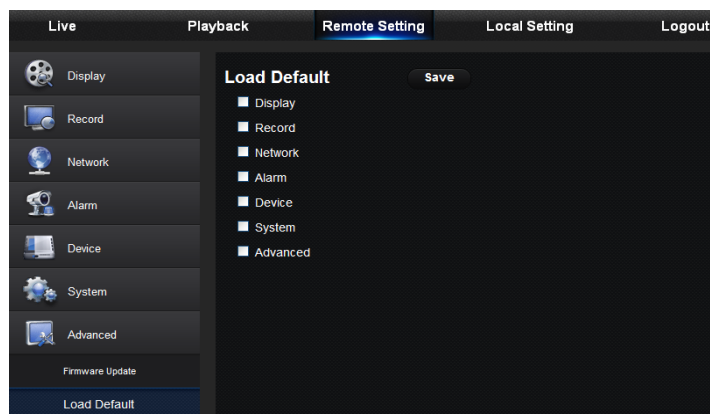 Live Playback Remote Setting Local Setting Logout
Display
Record
Network
Alarm
Device
System
Advanced
Firmware Update
Load Default
Load Default Save
Display
Record
Network
Alarm
Device
System
Advanced